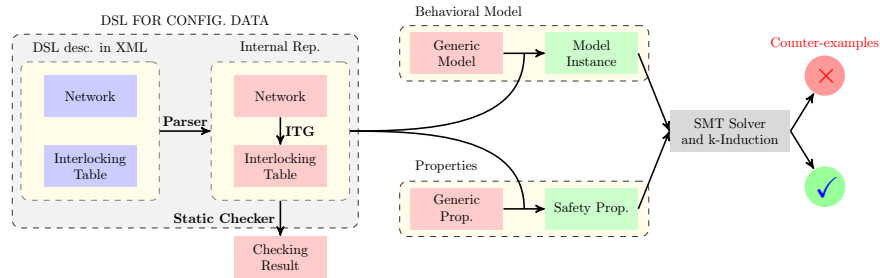 DSL FOR CONFIG. DATA
DSL desc. in XML
Network
Interlocking
Table
Parser
Internal Rep.
Network
ITG
Interlocking
Table
Static Checker
Checking
Result
Behavioral Model
Generic
Model
Model
Instance
Properties
Generic
Prop.
Safety Prop.
SMT Solver
and k-Induction
Counter-examples